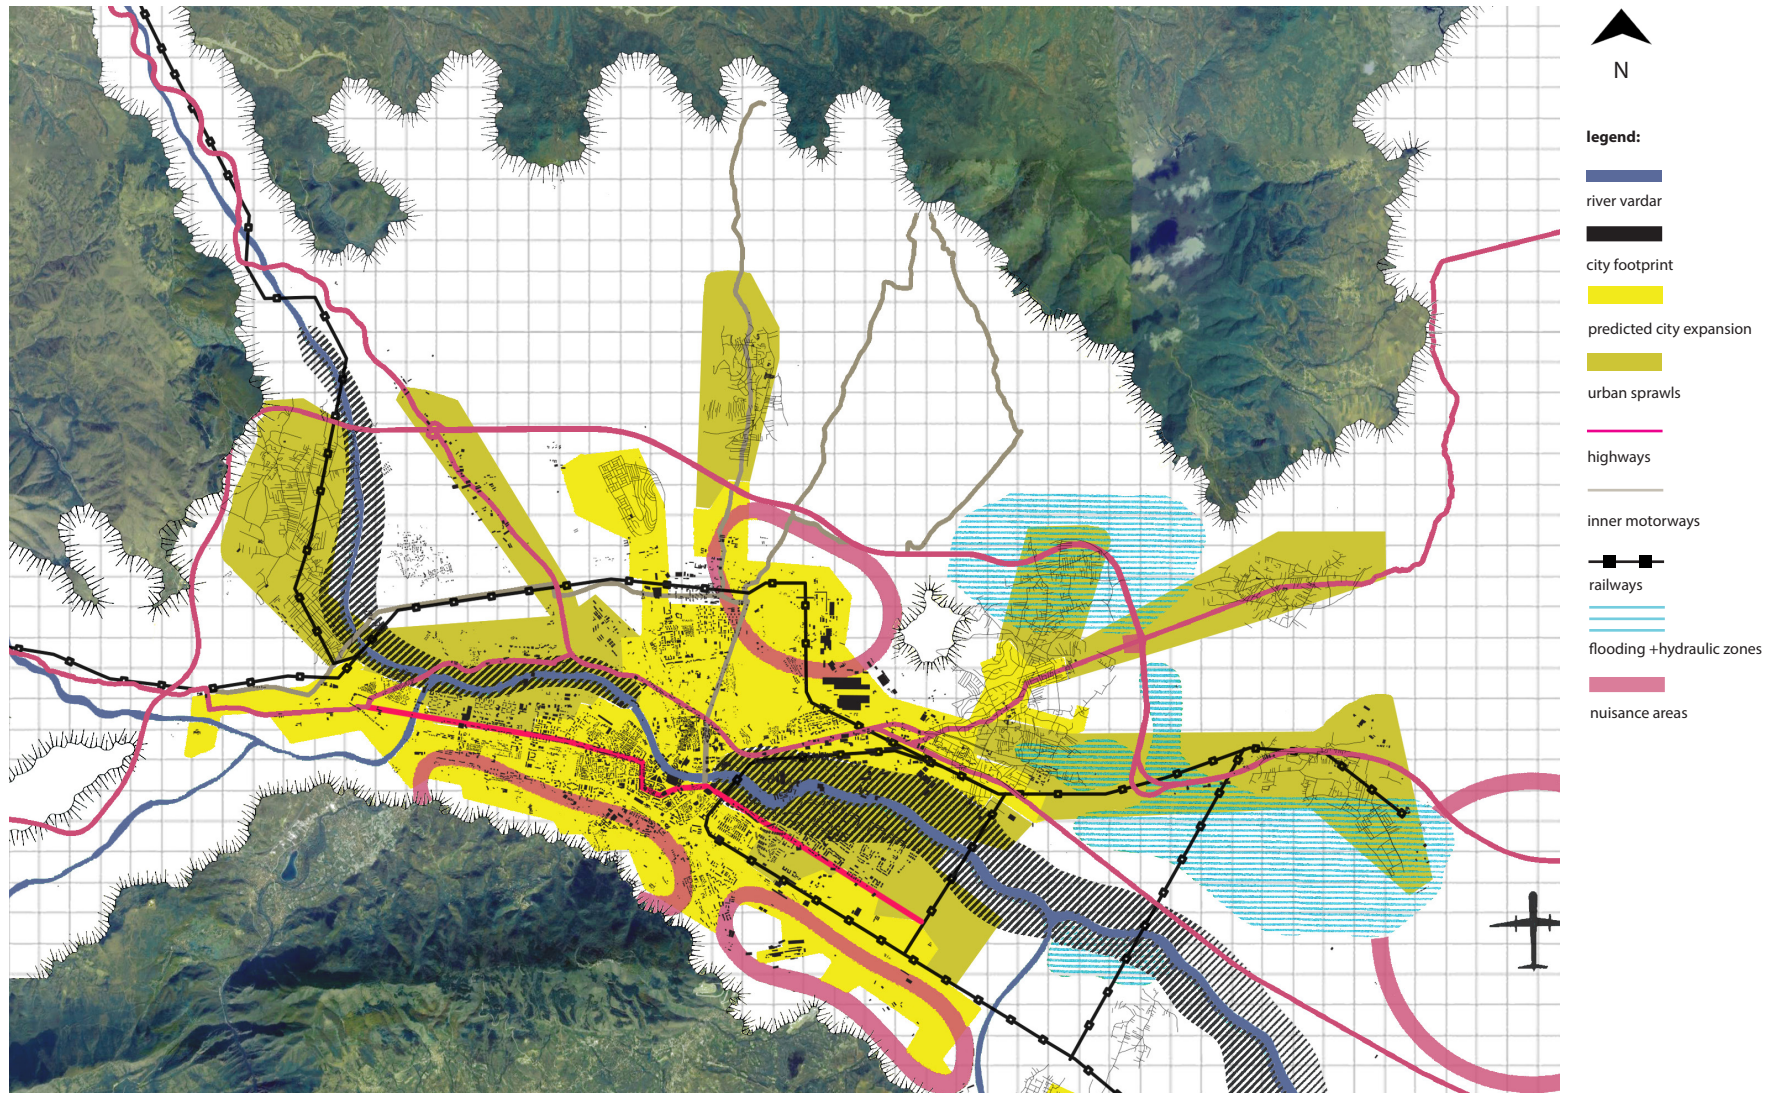 N
legend:
river vardar
city footprint
predicted city expansion
urban sprawls
highways
inner motorways
railways
flooding +hydraulic zones
nuisance areas